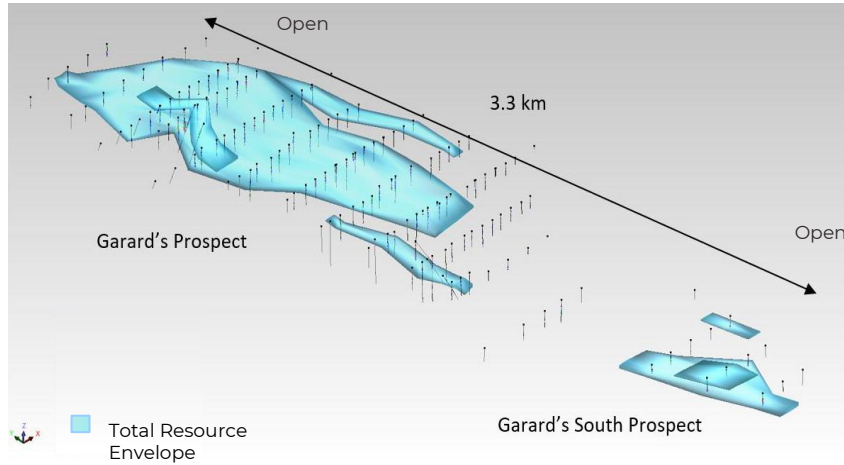 Open
3.3 km
Open
Garard's Prospect
Garard's South Prospect
Total Resource
Envelope
Z
Y
X